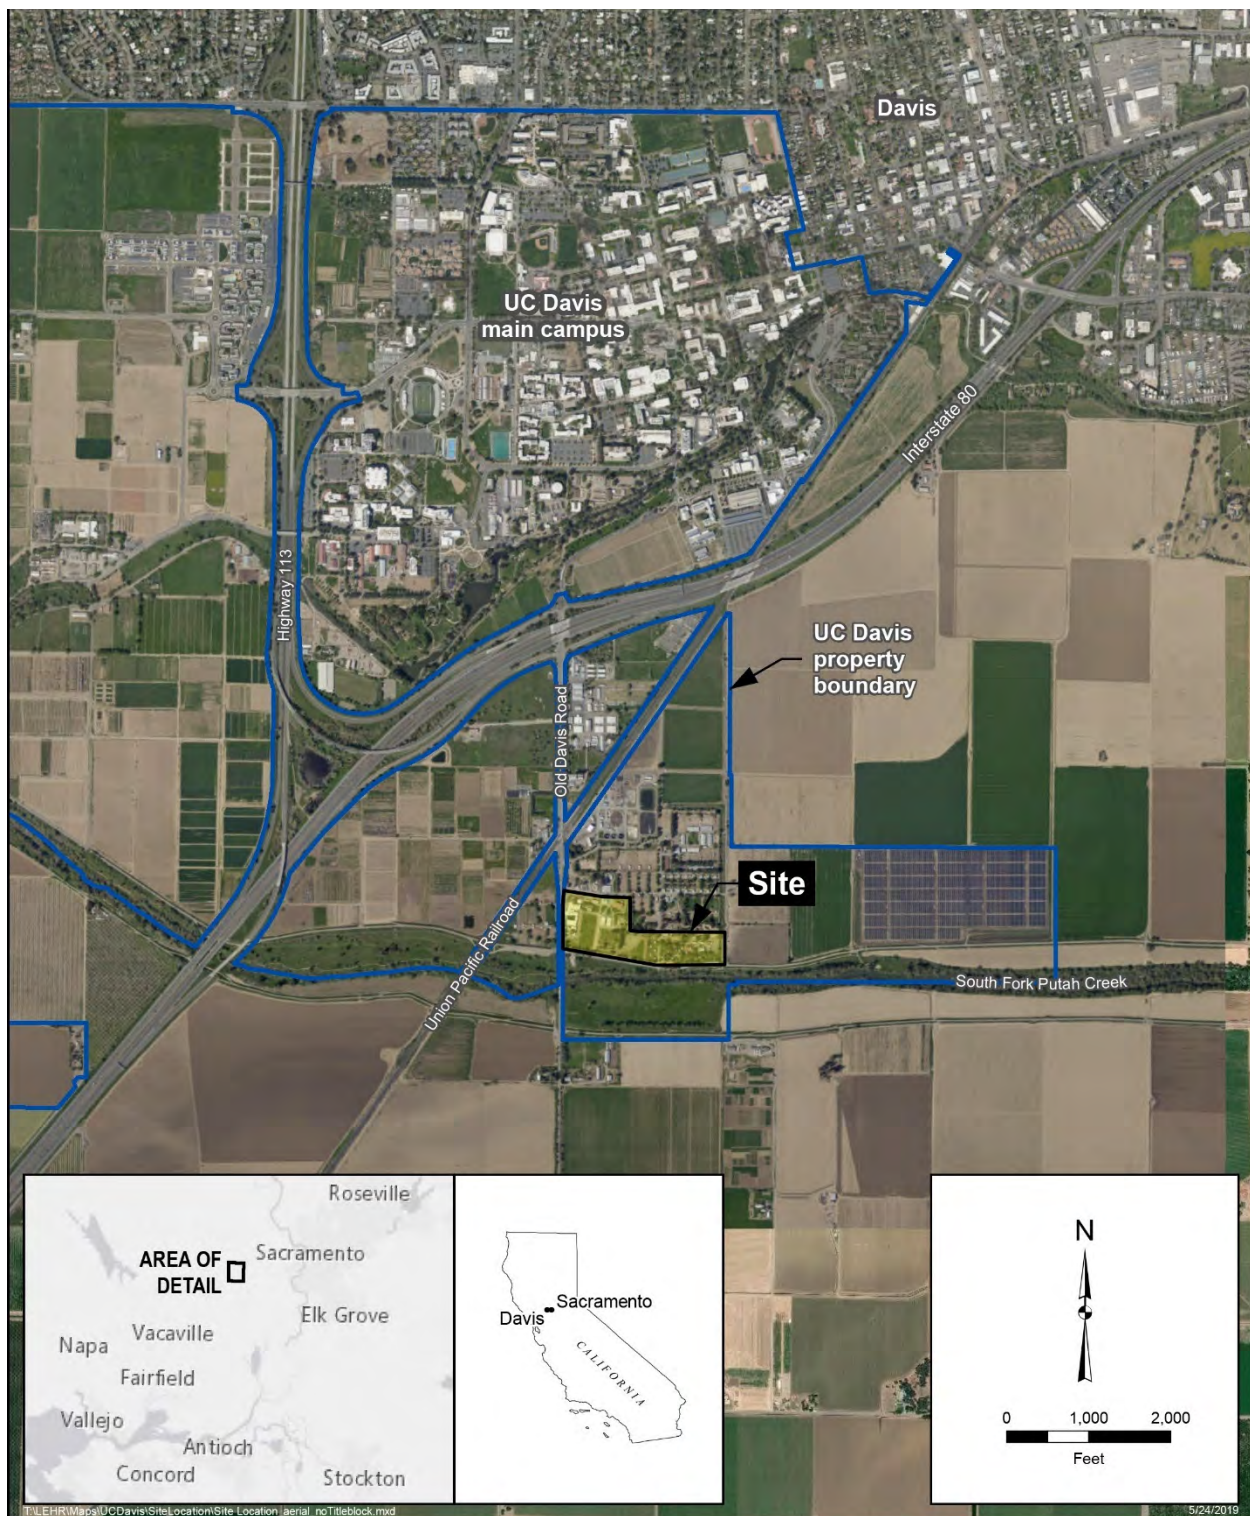 Davis
UC Davis
main campus
Interstate 80
Highway 113
UC Davis
property
boundary
Old Davis Road
Site
Union Pacific Railroad
South Fork Putah Creek
Roseville
AREA OF
DETAIL
Sacramento
Elk Grove
Vacaville
Napa
Fairfield
Vallejo
Antioch
Concord
Stockton
Sacramento
Davis
CALIFORNIA
N
0 1,000 2,000
Feet
T:\LEHR\Maps\UCDavis\SiteLocation\Site Location_aerial_noTitleblock.mxd
5/24/2019